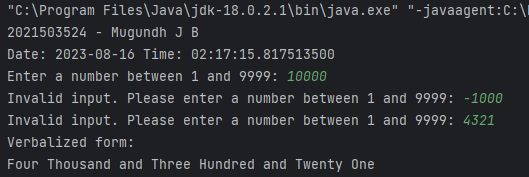 "C:\Program Files\Java\jdk-18.0.2.1\bin\java.exe" "-javaagent:C:\
2021503524 - Mugundh J B
Date: 2023-08-16 Time: 02:17:15.817513500
Enter a number between 1 and 9999: 10000
Invalid input. Please enter a number between 1 and 9999: -1000
Invalid input. Please enter a number between 1 and 9999: 4321
Verbalized form:
Four Thousand and Three Hundred and Twenty One